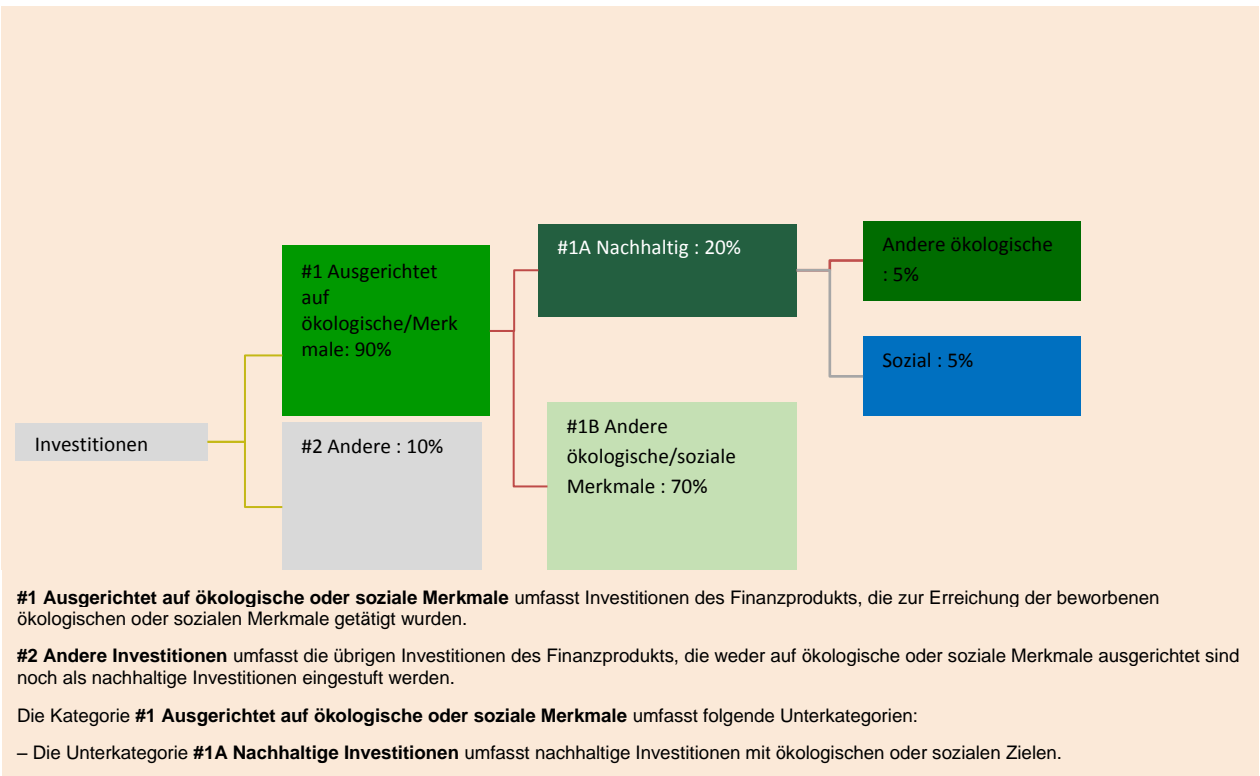 Investitionen
#1 Ausgerichtet
auf
ökologische/Merk
male: 90%
#2 Andere : 10%
#1A Nachhaltig : 20%
#1B Andere
ökologische/soziale
Merkmale : 70%
Andere ökologische
: 5%
Sozial : 5%
#1 Ausgerichtet auf ökologische oder soziale Merkmale umfasst Investitionen des Finanzprodukts, die zur Erreichung der beworbenen
ökologischen oder sozialen Merkmale getätigt wurden.
#2 Andere Investitionen umfasst die übrigen Investitionen des Finanzprodukts, die weder auf ökologische oder soziale Merkmale ausgerichtet sind
noch als nachhaltige Investitionen eingestuft werden.
Die Kategorie #1 Ausgerichtet auf ökologische oder soziale Merkmale umfasst folgende Unterkategorien:
– Die Unterkategorie #1A Nachhaltige Investitionen umfasst nachhaltige Investitionen mit ökologischen oder sozialen Zielen.